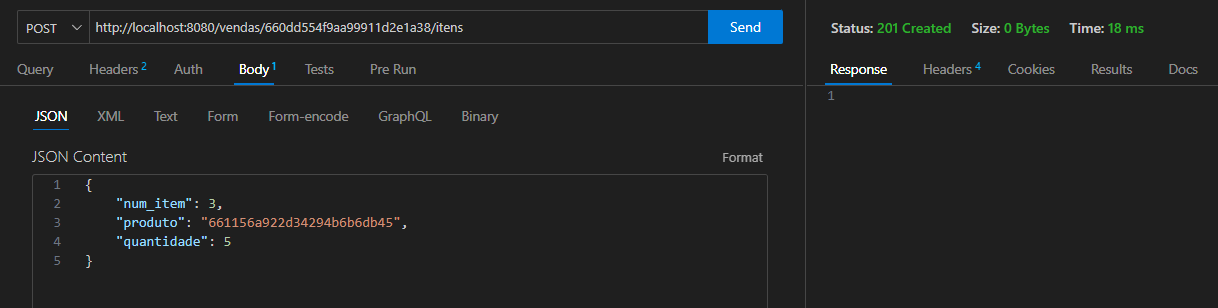 POST http://localhost:8080/vendas/660dd554f9aa99911d2e1a38/itens Send
Query Headers 2 Auth Body 1 Tests Pre Run
JSON XML Text Form Form-encode GraphQL Binary
JSON Content Format
1 {
2 "num_item": 3,
3 "produto": "661156a922d34294b6b6db45",
4 "quantidade": 5
5 }
Status: 201 Created Size: 0 Bytes Time: 18 ms
Response Headers 4 Cookies Results Docs
1